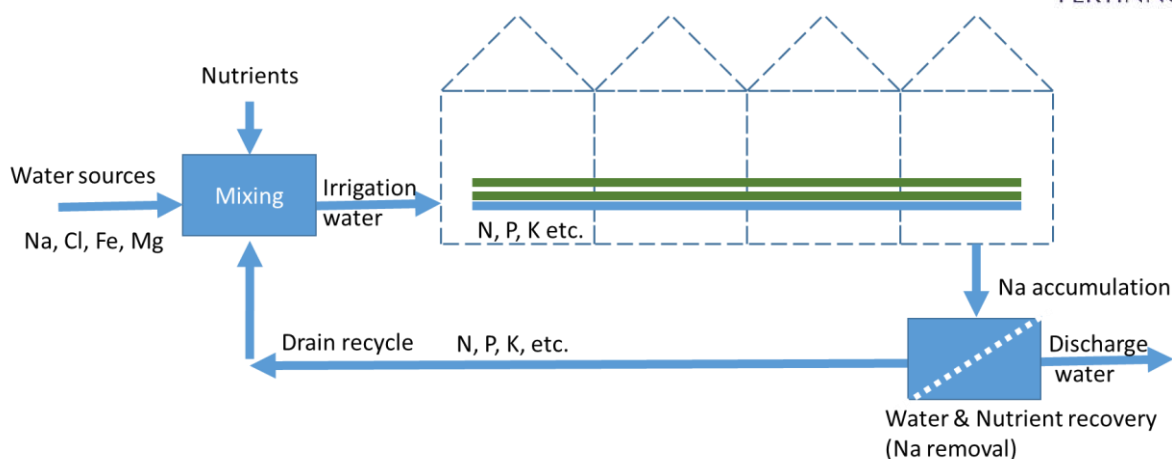 Nutrients
Water sources
Mixing
Irrigation
water
Na, Cl, Fe, Mg
N, P, K etc.
Na accumulation
Drain recycle
N, P, K, etc.
Discharge
water
Water & Nutrient recovery
(Na removal)